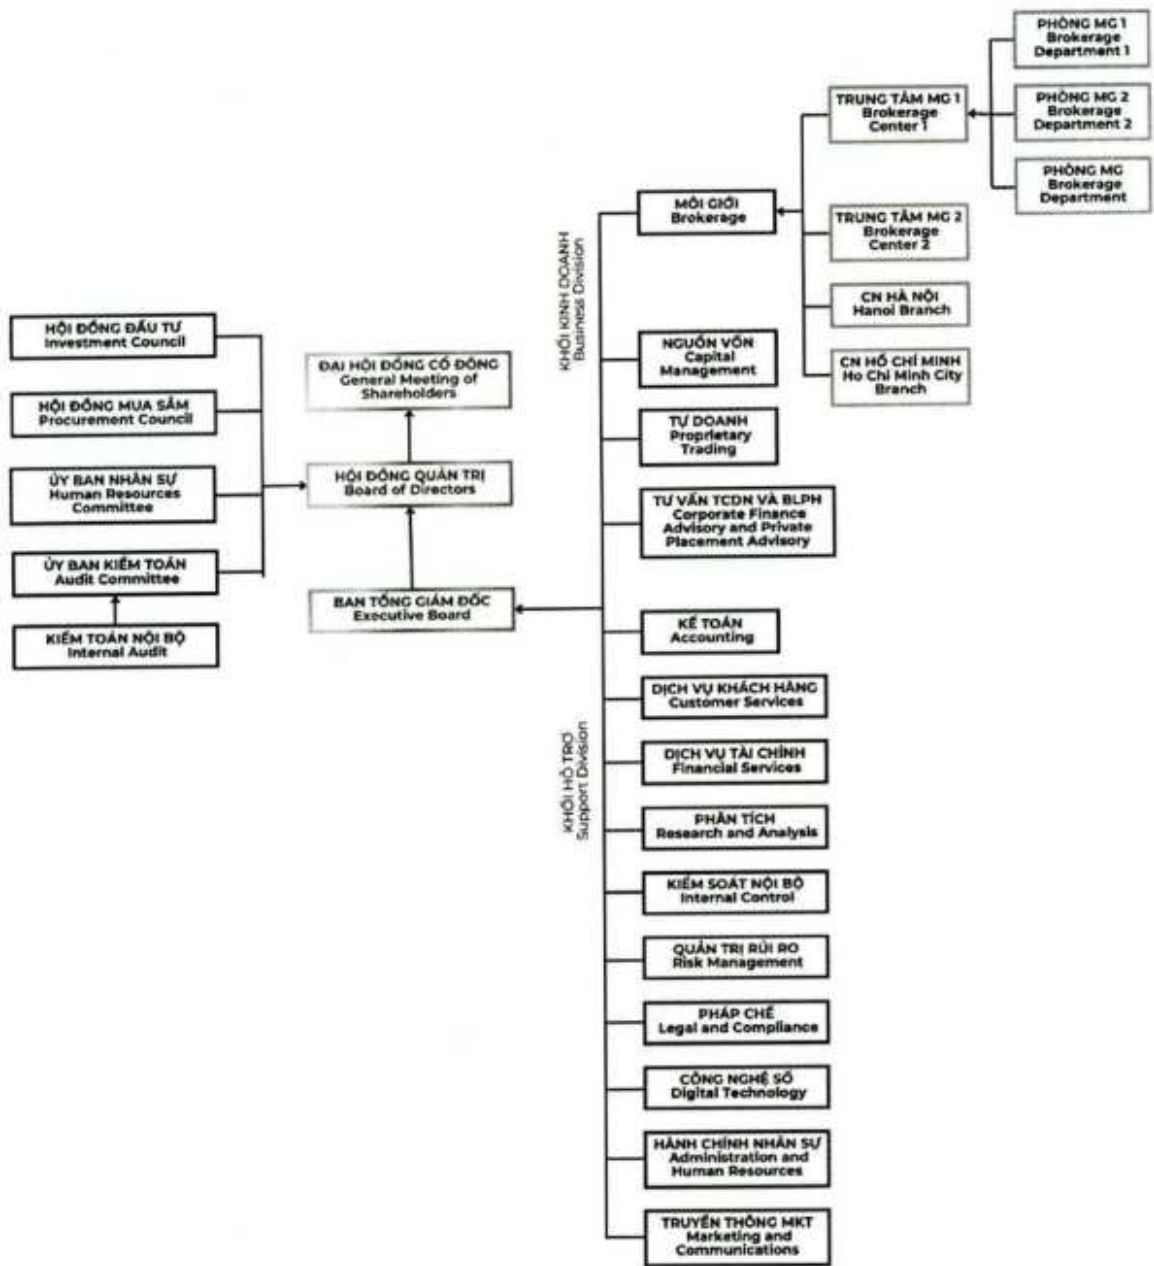 PHÒNG MG 1
Brokerage
Department 1
TRUNG TÂM MG 1
Brokerage
Center 1
PHÒNG MG 2
Brokerage
Department 2
PHÒNG MG
Brokerage
Department
MÔI GIỚI
Brokerage
TRUNG TÂM MG 2
Brokerage
Center 2
CN HÀ NỘI
Hanoi Branch
CN HỒ CHÍ MINH
Ho Chi Minh City
Branch
KHỐI KINH DOANH
Business Division
HỘI ĐỒNG ĐẦU TƯ
Investment Council
HỘI ĐỒNG MUA SẮM
Procurement Council
ỦY BAN NHÂN SỰ
Human Resources
Committee
ỦY BAN KIỂM TOÁN
Audit Committee
KIỂM TOÁN NỘI BỘ
Internal Audit
ĐẠI HỘI ĐỒNG CỔ ĐÔNG
General Meeting of
Shareholders
HỘI ĐỒNG QUẢN TRỊ
Board of Directors
BAN TỔNG GIÁM ĐỐC
Executive Board
NGUỒN VỐN
Capital
Management
TỰ DOANH
Proprietary
Trading
TƯ VẤN TCDN VÀ BLPH
Corporate Finance
Advisory and Private
Placement Advisory
KHỐI HỖ TRỢ
Support Division
KẾ TOÁN
Accounting
DỊCH VỤ KHÁCH HÀNG
Customer Services
DỊCH VỤ TÀI CHÍNH
Financial Services
PHÂN TÍCH
Research and Analysis
KIỂM SOÁT NỘI BỘ
Internal Control
QUẢN TRỊ RỦI RO
Risk Management
PHÁP CHẾ
Legal and Compliance
CÔNG NGHỆ SỐ
Digital Technology
HÀNH CHÍNH NHÂN SỰ
Administration and
Human Resources
TRUYỀN THÔNG MKT
Marketing and
Communications